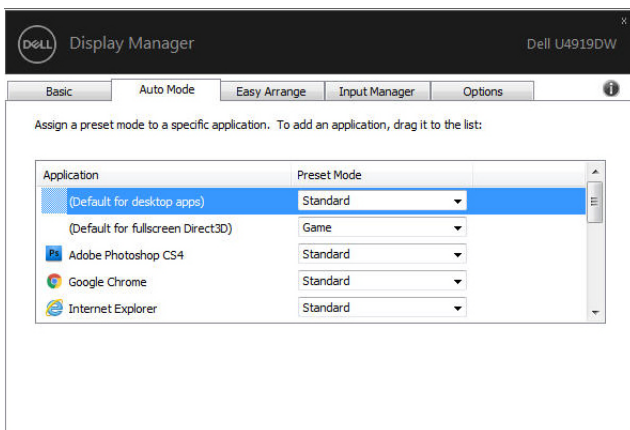 x
DELL Display Manager Dell U4919DW
Basic Auto Mode Easy Arrange Input Manager Options i
Assign a preset mode to a specific application. To add an application, drag it to the list:
Application Preset Mode
(Default for desktop apps) Standard
(Default for fullscreen Direct3D) Game
Ps Adobe Photoshop CS4 Standard
Google Chrome Standard
Internet Explorer Standard